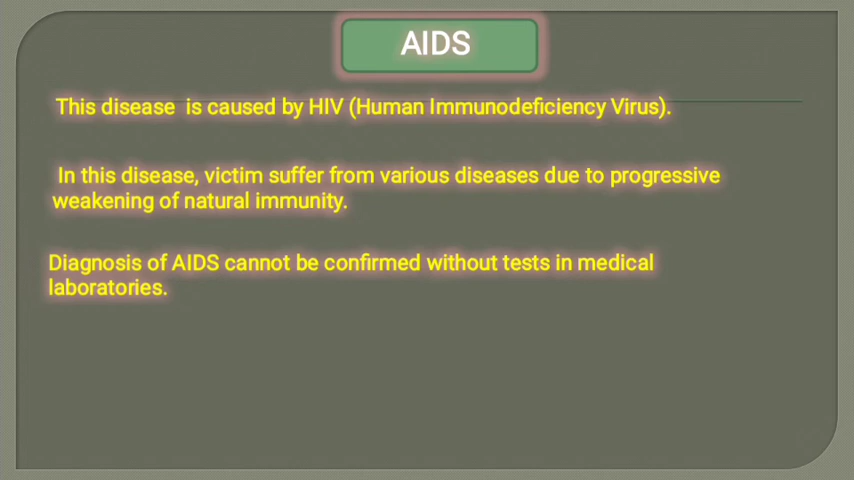 AIDS
This disease  is caused by HIV (Human Immunodeficiency Virus).
In this disease, victim suffer from various diseases due to progressive
weakening of natural immunity.
Diagnosis of AIDS cannot be confirmed without tests in medical
laboratories.